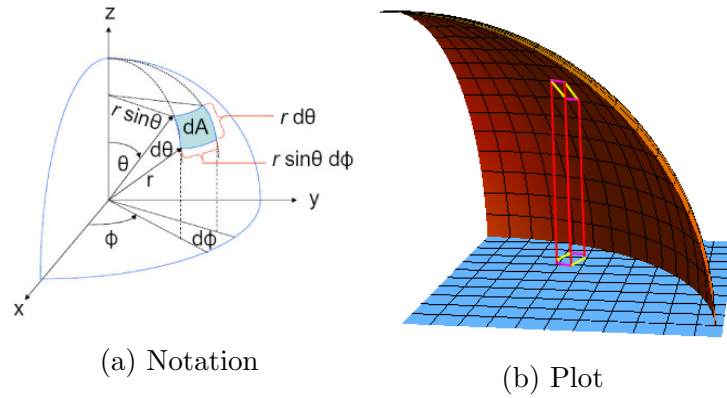 z
r sinθ
dA
r dθ
θ
dθ
r
r sinθ dϕ
y
ϕ
dϕ
x
(a) Notation
(b) Plot